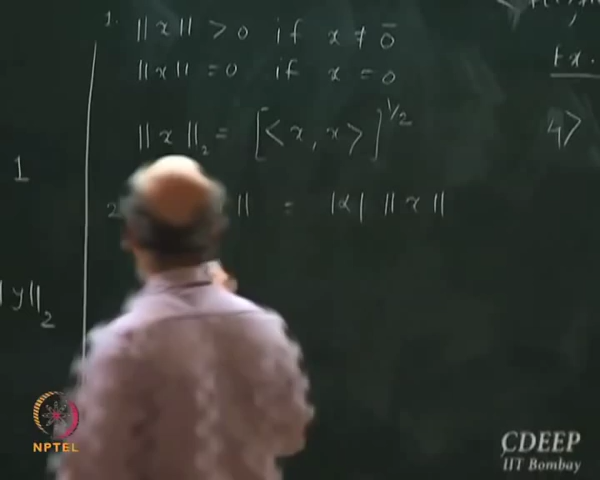 1. ||x|| > 0 if x ≠ 0̄
||x|| = 0 if x = 0
||x||₂ = [<x, x>]^1/2
2 || = |α| ||x||
1
y||₂
Ex.
4>
NPTEL
CDEEP
IIT Bombay